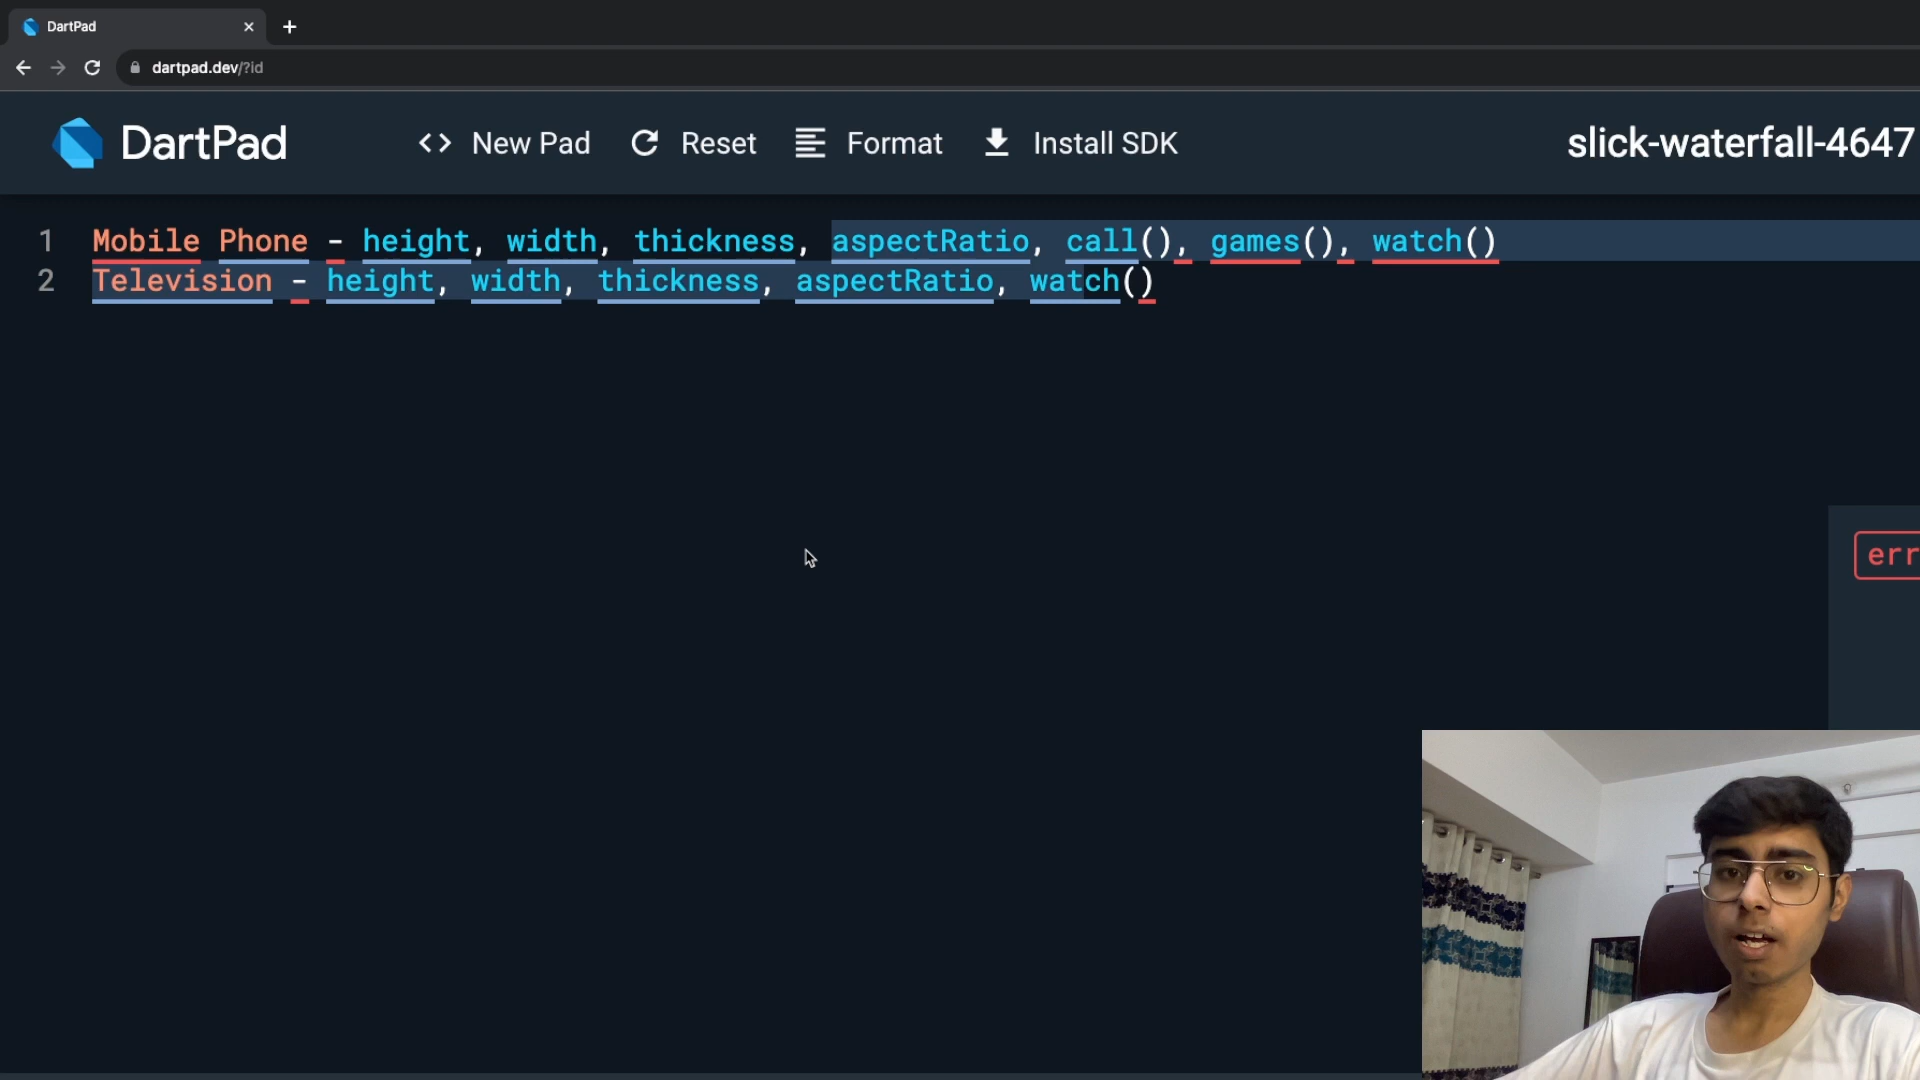 DartPad
dartpad.dev/?id
DartPad
<> New Pad
Reset
Format
Install SDK
slick-waterfall-4647
1 Mobile Phone - height, width, thickness, aspectRatio, call(), games(), watch()
2 Television - height, width, thickness, aspectRatio, watch()
err